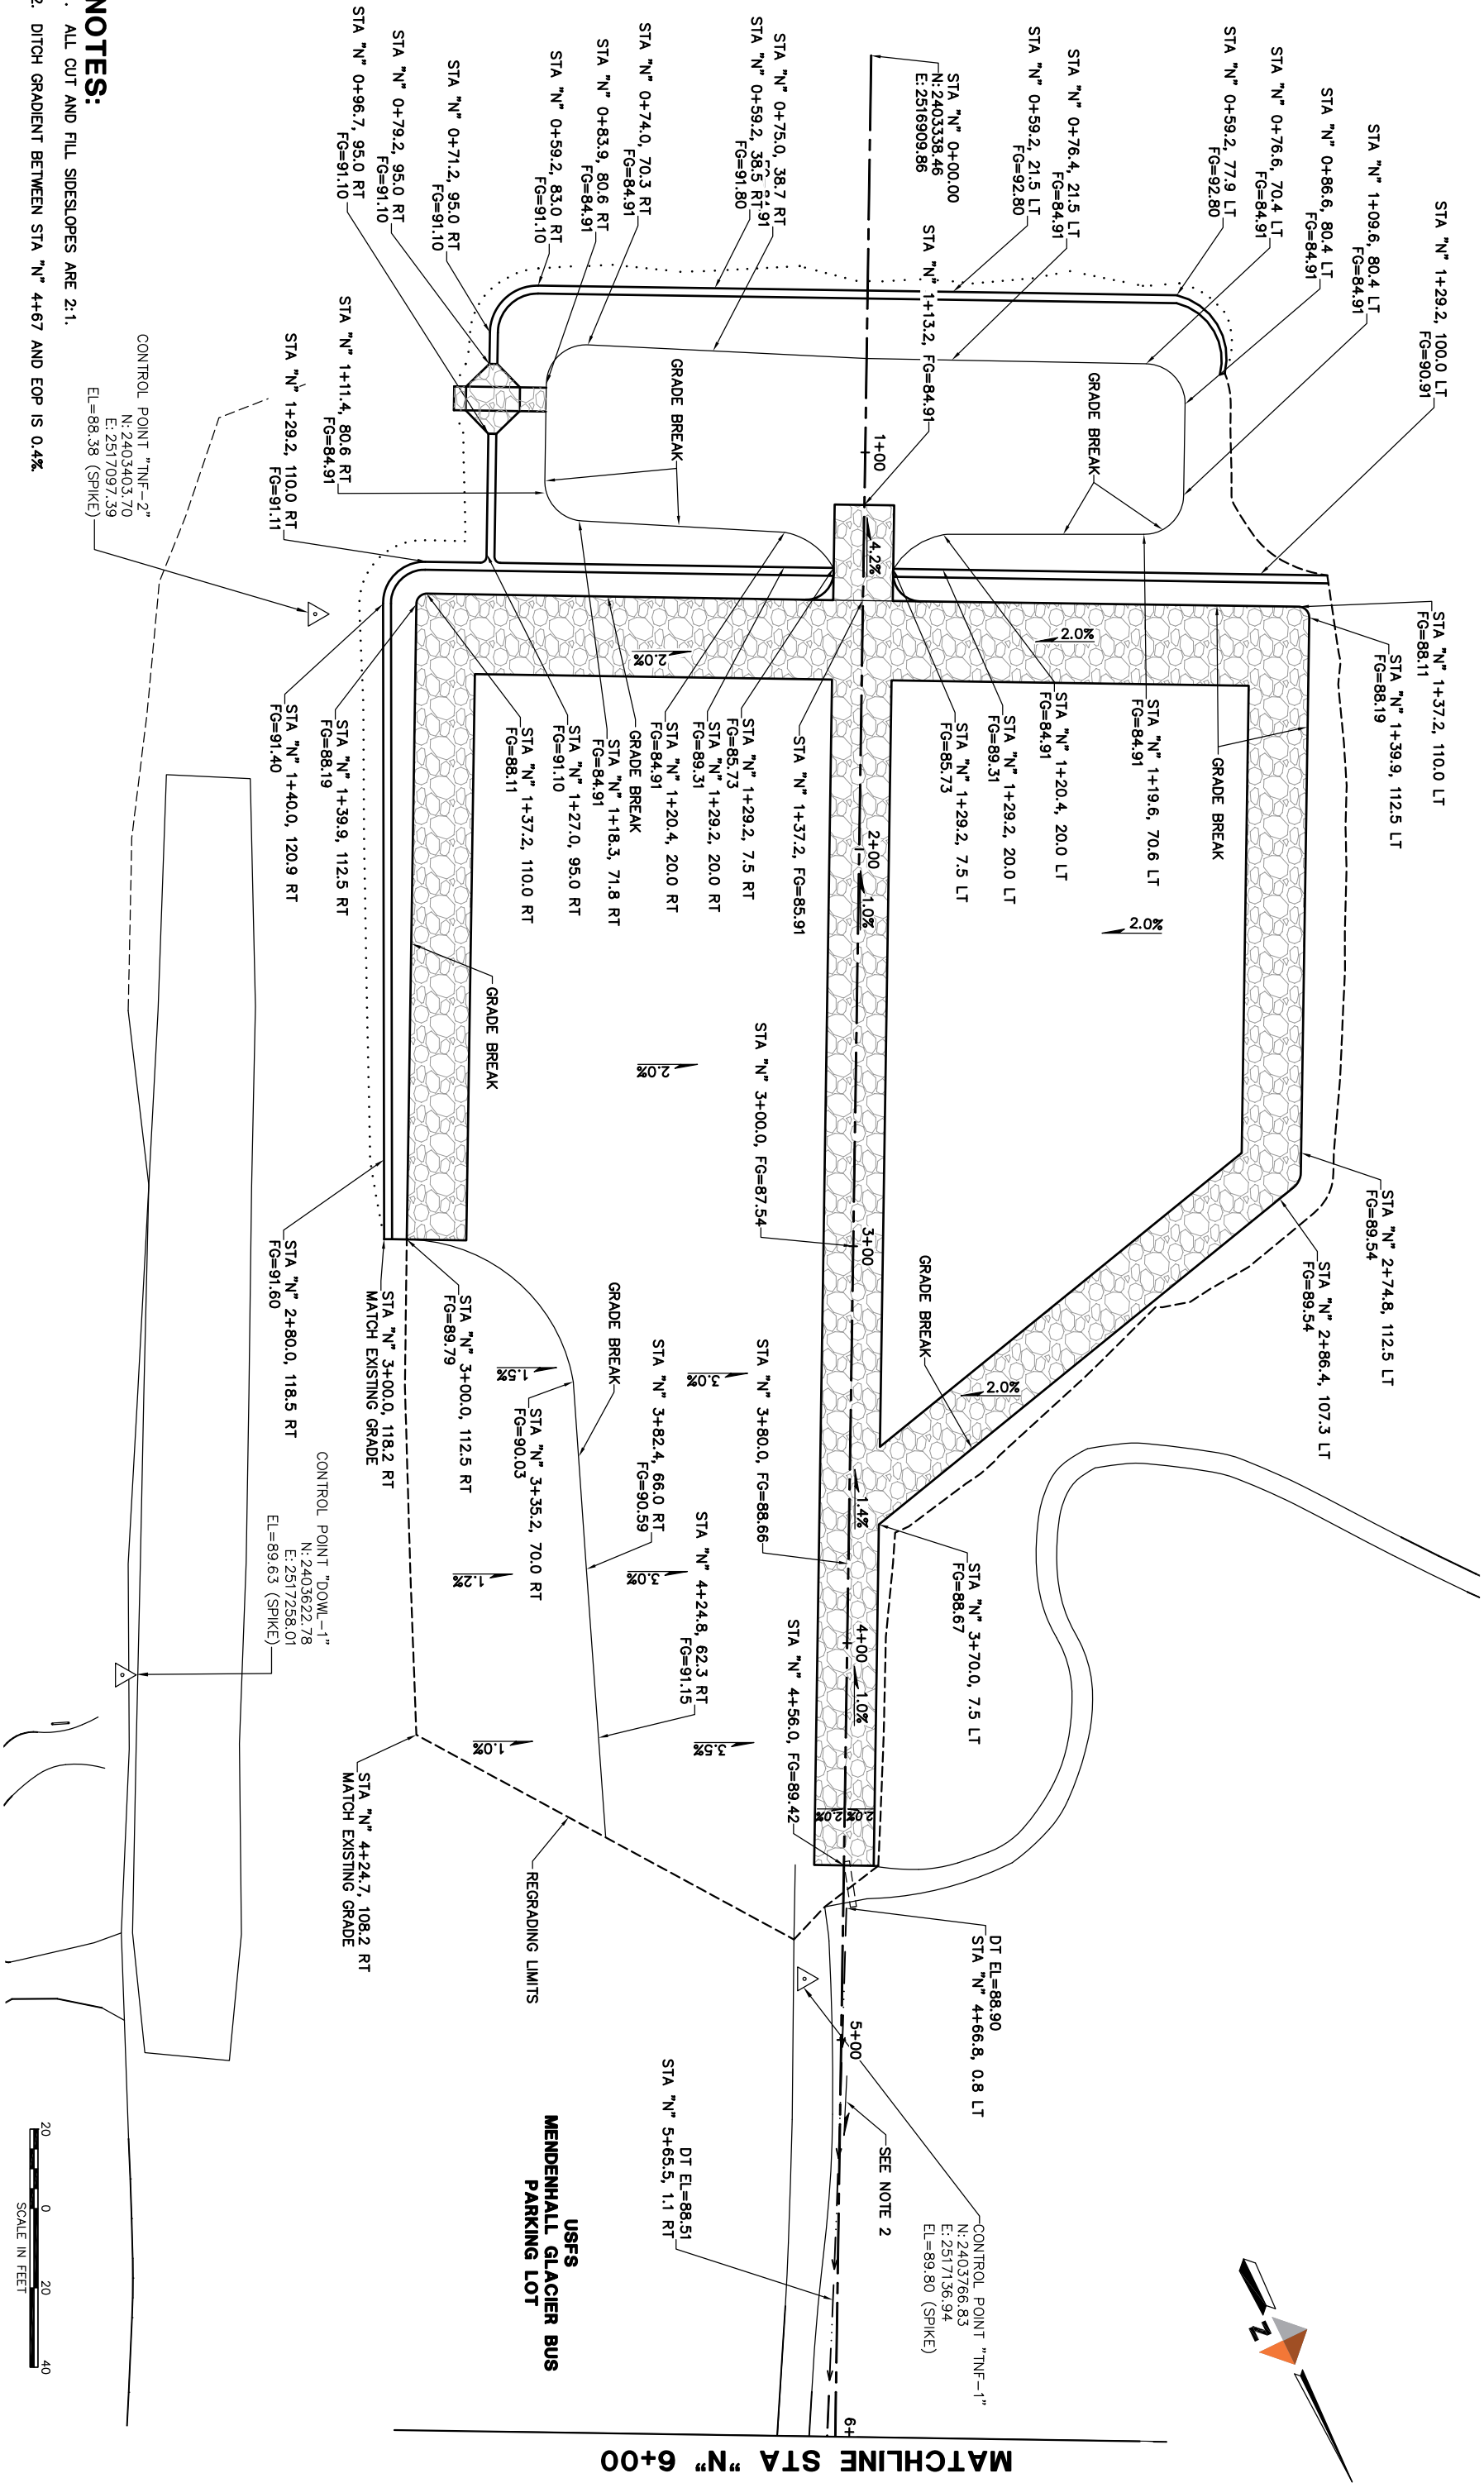 STA "N" 1+29.2, 100.0 LT
FG=90.91
STA "N" 1+09.6, 80.4 LT
FG=84.91
STA "N" 0+86.6, 80.4 LT
FG=84.91
STA "N" 0+76.6, 70.4 LT
FG=84.91
STA "N" 0+59.2, 77.9 LT
FG=92.80
STA "N" 0+76.4, 21.5 LT
FG=84.91
STA "N" 0+59.2, 21.5 LT
FG=92.80
STA "N" 0+00.00
N: 2403338.46
E: 2516909.86
STA "N" 1+13.2, FG=84.91
STA "N" 0+75.0, 38.7 RT
STA "N" 0+59.2, 38.5 RT
FG=91.80
STA "N" 0+74.0, 70.3 RT
FG=84.91
STA "N" 0+83.9, 80.6 RT
FG=84.91
STA "N" 0+59.2, 83.0 RT
FG=91.10
STA "N" 0+71.2, 95.0 RT
FG=91.10
STA "N" 0+79.2, 95.0 RT
FG=91.10
STA "N" 0+96.7, 95.0 RT
FG=91.10
STA "N" 1+11.4, 80.6 RT
FG=84.91
STA "N" 1+29.2, 110.0 RT
FG=91.11
GRADE BREAK
GRADE BREAK
1+00
4.2%
STA "N" 1+37.2, 110.0 LT
FG=88.11
STA "N" 1+39.9, 112.5 LT
FG=88.19
GRADE BREAK
2.0%
2.0%
STA "N" 1+19.6, 70.6 LT
FG=84.91
STA "N" 1+20.4, 20.0 LT
FG=84.91
STA "N" 1+29.2, 20.0 LT
FG=89.31
STA "N" 1+29.2, 7.5 LT
FG=85.73
STA "N" 1+37.2, FG=85.91
STA "N" 1+29.2, 7.5 RT
FG=85.73
STA "N" 1+29.2, 20.0 RT
FG=89.31
STA "N" 1+20.4, 20.0 RT
FG=84.91
GRADE BREAK
STA "N" 1+18.3, 71.8 RT
FG=84.91
STA "N" 1+27.0, 95.0 RT
FG=91.10
STA "N" 1+37.2, 110.0 RT
FG=88.11
STA "N" 1+39.9, 112.5 RT
FG=88.19
STA "N" 1+40.0, 120.9 RT
FG=91.40
2+00
1.0%
2.0%
2.0%
GRADE BREAK
STA "N" 3+00.0, FG=87.54
3+00
STA "N" 2+74.8, 112.5 LT
FG=89.54
STA "N" 2+86.4, 107.3 LT
FG=89.54
GRADE BREAK
2.0%
STA "N" 3+80.0, FG=88.66
3.0%
1.4%
STA "N" 3+70.0, 7.5 LT
FG=88.67
GRADE BREAK
STA "N" 3+82.4, 66.0 RT
FG=90.59
1.5%
STA "N" 3+35.2, 70.0 RT
FG=90.03
STA "N" 3+00.0, 112.5 RT
FG=89.79
STA "N" 3+00.0, 118.2 RT
MATCH EXISTING GRADE
STA "N" 2+80.0, 118.5 RT
FG=91.60
3.0%
1.2%
STA "N" 4+24.8, 62.3 RT
FG=91.15
4+00
1.0%
STA "N" 4+56.0, FG=89.42
3.5%
1.0%
2.0%
2.0%
STA "N" 4+24.7, 108.2 RT
MATCH EXISTING GRADE
REGRADING LIMITS
DT EL=88.90
STA "N" 4+66.8, 0.8 LT
5+00
SEE NOTE 2
DT EL=88.51
STA "N" 5+65.5, 1.1 RT
CONTROL POINT "TNF-1"
N: 2403766.83
E: 2517136.94
EL=89.80 (SPIKE)
CONTROL POINT "TNF-2"
N: 2403403.70
E: 2517097.39
EL=88.38 (SPIKE)
CONTROL POINT "DOWL-1"
N: 2403622.78
E: 2517258.01
EL=89.63 (SPIKE)
USFS
MENDENHALL GLACIER BUS
PARKING LOT
6+
MATCHLINE STA "N" 6+00
N
20 0 20 40
SCALE IN FEET
NOTES:
. ALL CUT AND FILL SIDESLOPES ARE 2:1.
2. DITCH GRADIENT BETWEEN STA "N" 4+67 AND EOP IS 0.4%.